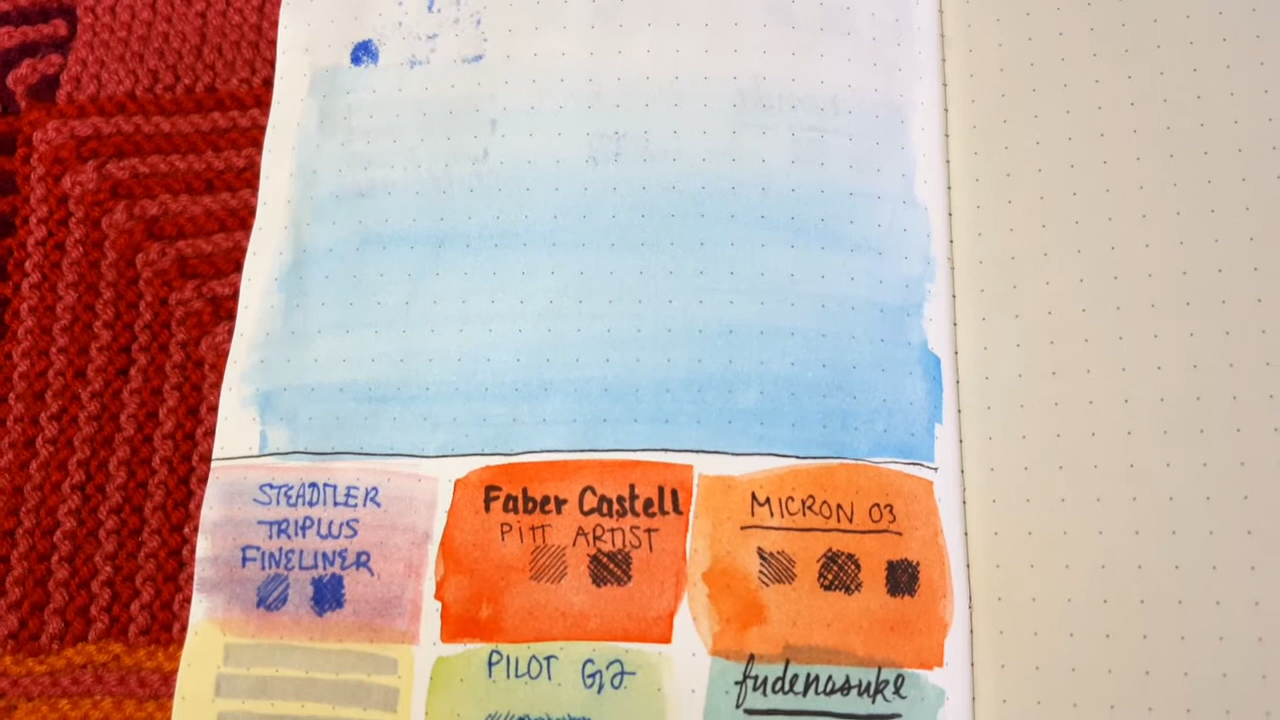 STEADTLER
TRIPLUS
FINELINER
Faber Castell
PITT ARTIST
MICRON 03
PILOT G2
fudenosuke